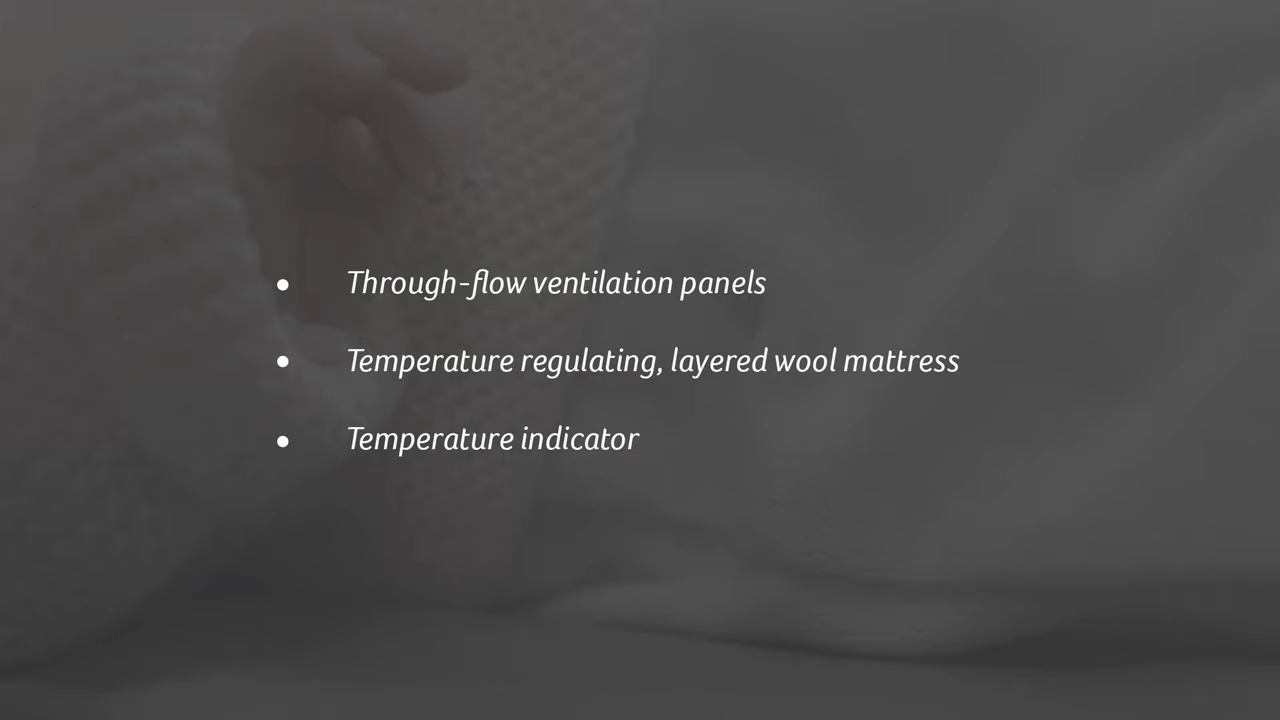 • Through-flow ventilation panels
• Temperature regulating, layered wool mattress
• Temperature indicator